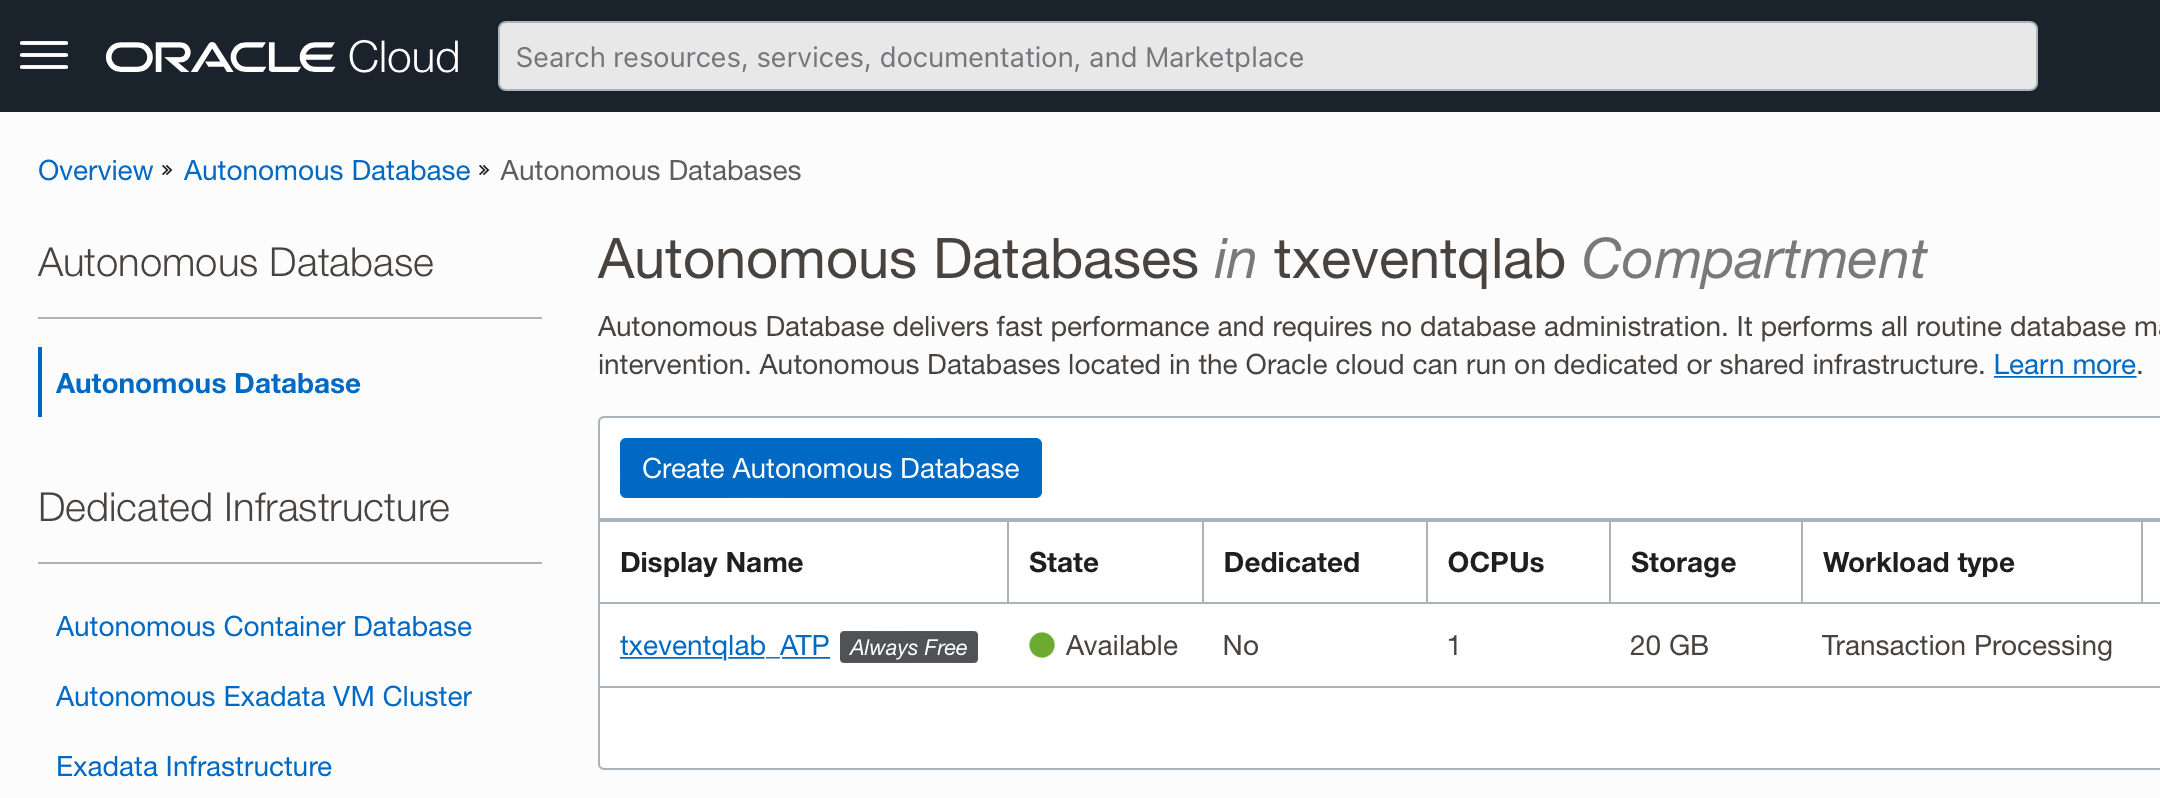 ORACLE Cloud
Search resources, services, documentation, and Marketplace
Overview » Autonomous Database » Autonomous Databases
Autonomous Database
Autonomous Database
Dedicated Infrastructure
Autonomous Container Database
Autonomous Exadata VM Cluster
Exadata Infrastructure
Autonomous Databases in txeventqlab Compartment
Autonomous Database delivers fast performance and requires no database administration. It performs all routine database
intervention. Autonomous Databases located in the Oracle cloud can run on dedicated or shared infrastructure. Learn more.
Create Autonomous Database
Display Name State Dedicated OCPUs Storage Workload type
txeventqlab_ATP Always Free Available No 1 20 GB Transaction Processing